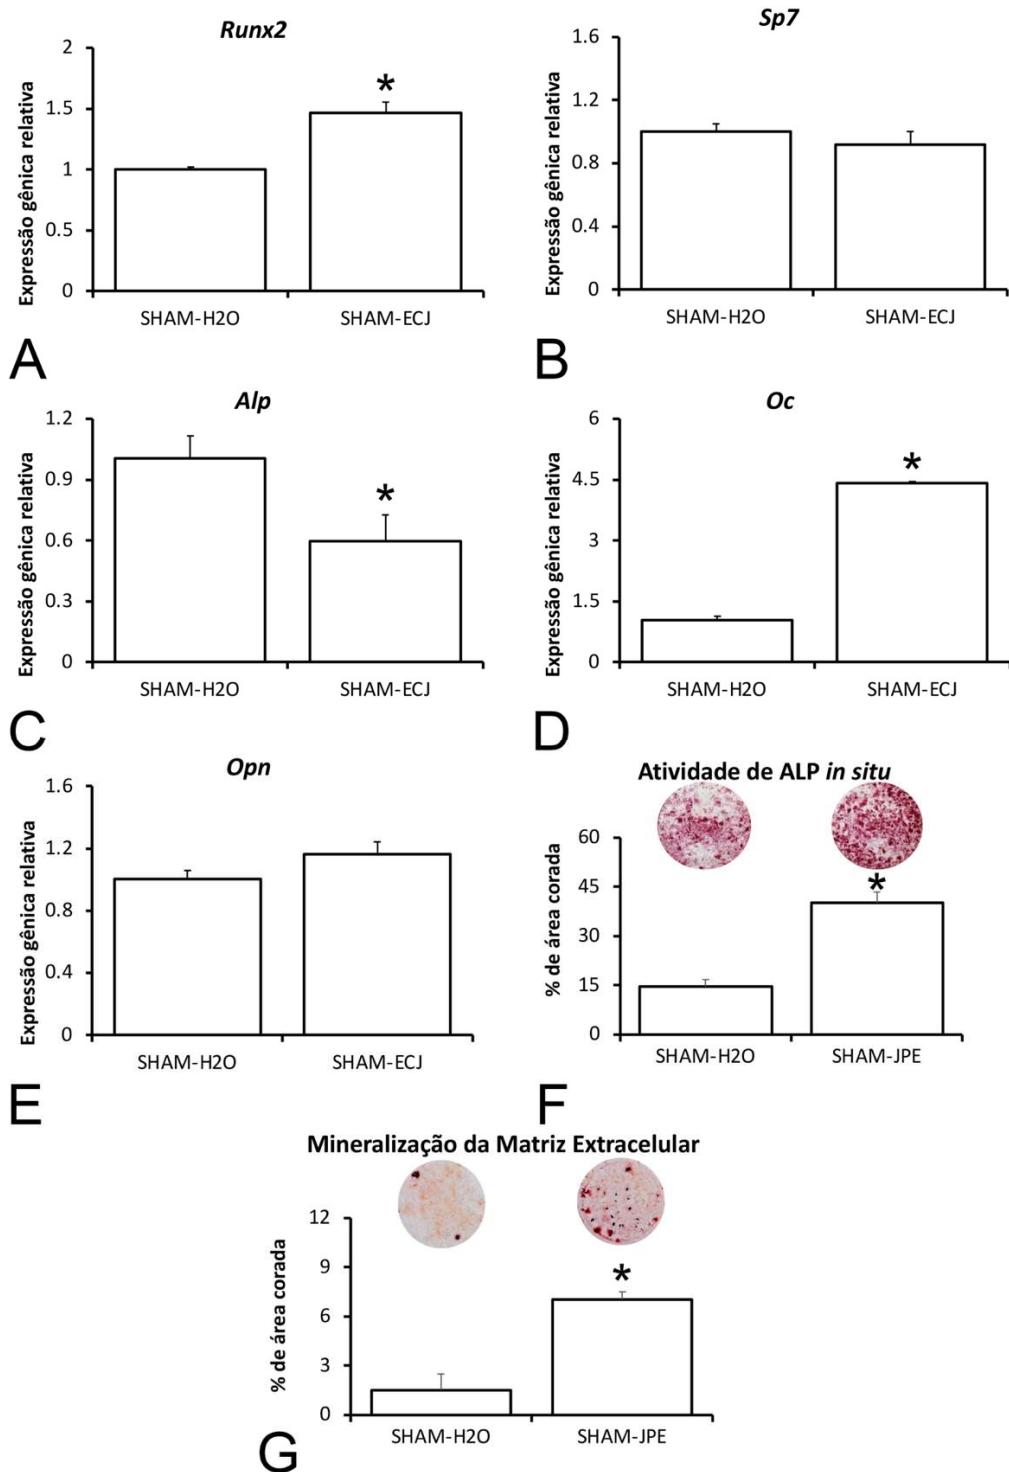 Runx2
Expressão gênica relativa
2
1.5
1
0.5
0
SHAM-H2O
SHAM-ECJ
*
A
Sp7
Expressão gênica relativa
1.6
1.2
0.8
0.4
0
SHAM-H2O
SHAM-ECJ
B
Alp
Expressão gênica relativa
1.2
0.9
0.6
0.3
0
SHAM-H2O
SHAM-ECJ
*
C
Oc
Expressão gênica relativa
6
4.5
3
1.5
0
SHAM-H2O
SHAM-ECJ
*
D
Opn
Expressão gênica relativa
1.6
1.2
0.8
0.4
0
SHAM-H2O
SHAM-ECJ
E
Atividade de ALP in situ
% de área corada
60
45
30
15
0
SHAM-H2O
SHAM-JPE
*
F
Mineralização da Matriz Extracelular
% de área corada
12
9
6
3
0
SHAM-H2O
SHAM-JPE
*
G